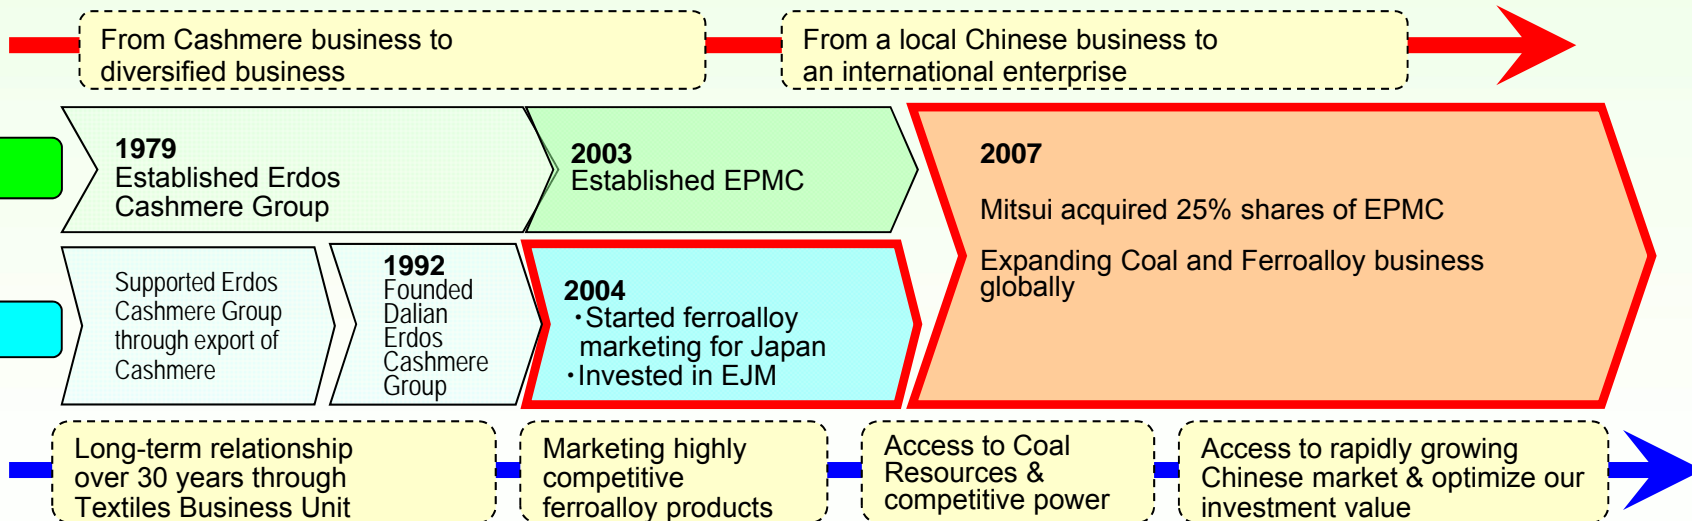 From Cashmere business to
diversified business
From a local Chinese business to
an international enterprise
1979
Established Erdos
Cashmere Group
2003
Established EPMC
2007
Mitsui acquired 25% shares of EPMC
Expanding Coal and Ferroalloy business
globally
Supported Erdos
Cashmere Group
through export of
Cashmere
1992
Founded
Dalian
Erdos
Cashmere
Group
2004
・Started ferroalloy
marketing for Japan
・Invested in EJM
Long-term relationship
over 30 years through
Textiles Business Unit
Marketing highly
competitive
ferroalloy products
Access to Coal
Resources &
competitive power
Access to rapidly growing
Chinese market & optimize our
investment value